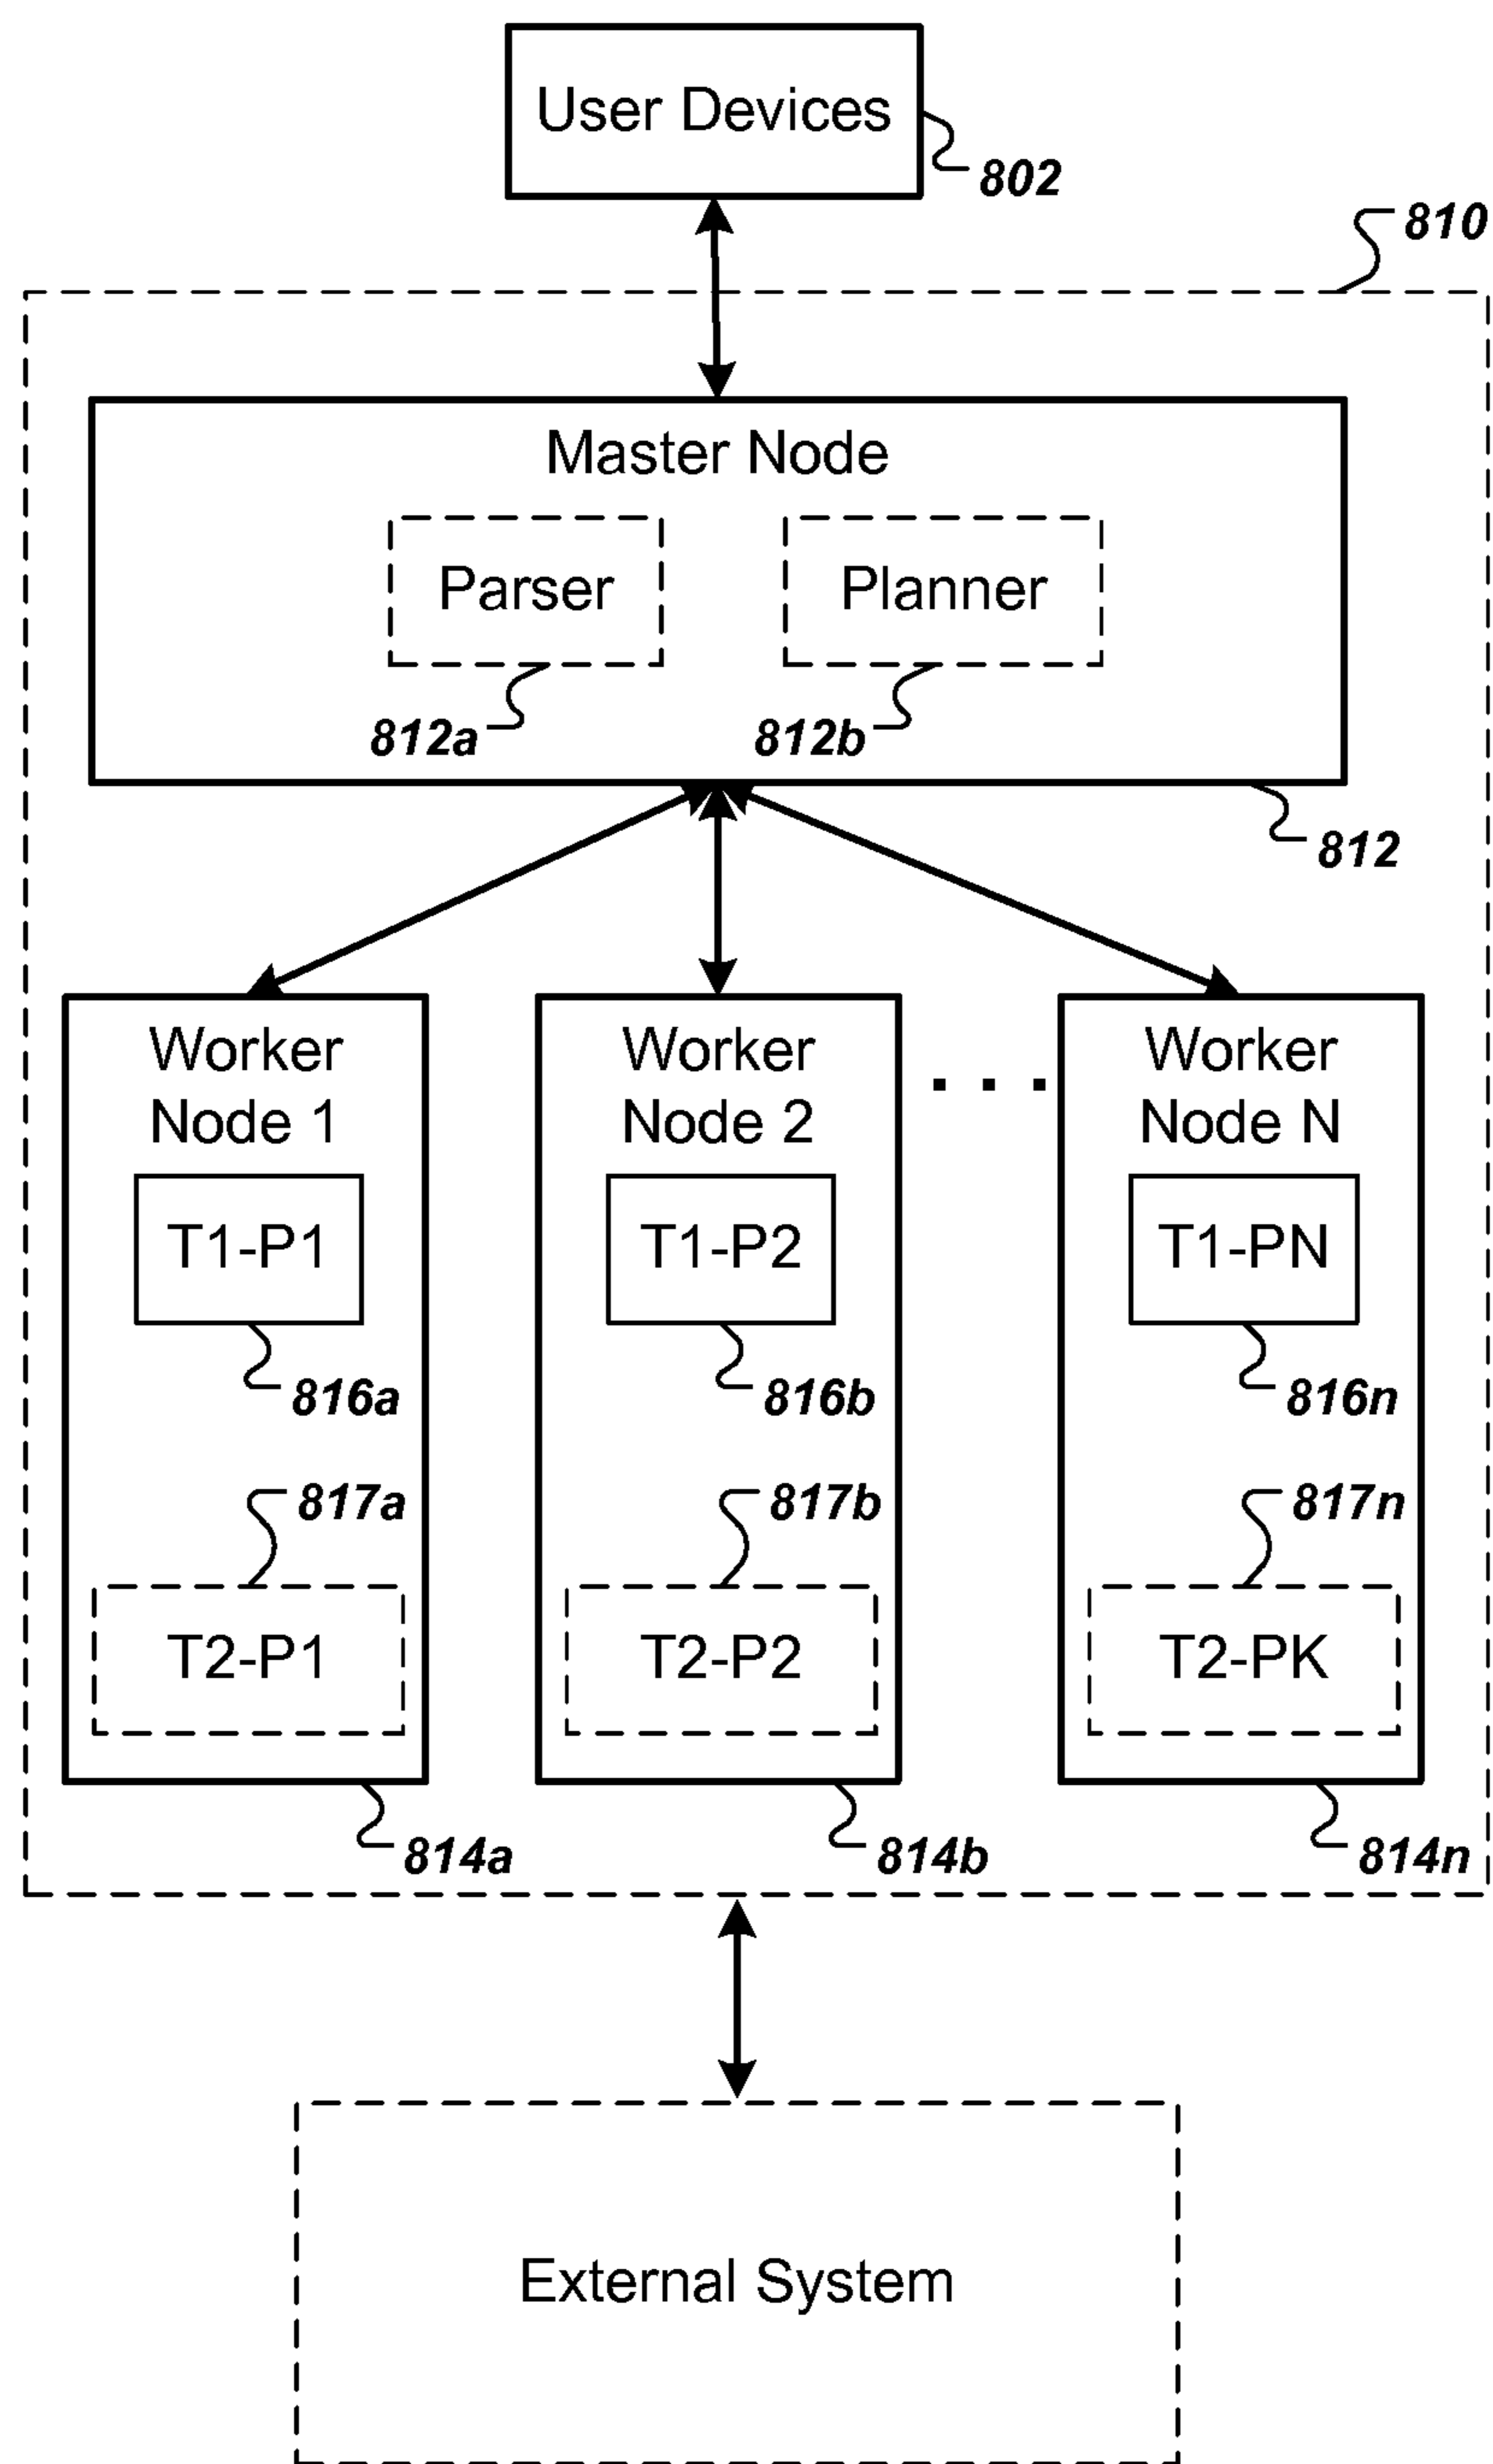 User Devices
802
810
Master Node
Parser
Planner
812a
812b
812
Worker
Node 1
Worker
Node 2
. . .
Worker
Node N
T1-P1
T1-P2
T1-PN
816a
816b
816n
817a
817b
817n
T2-P1
T2-P2
T2-PK
814a
814b
814n
External System